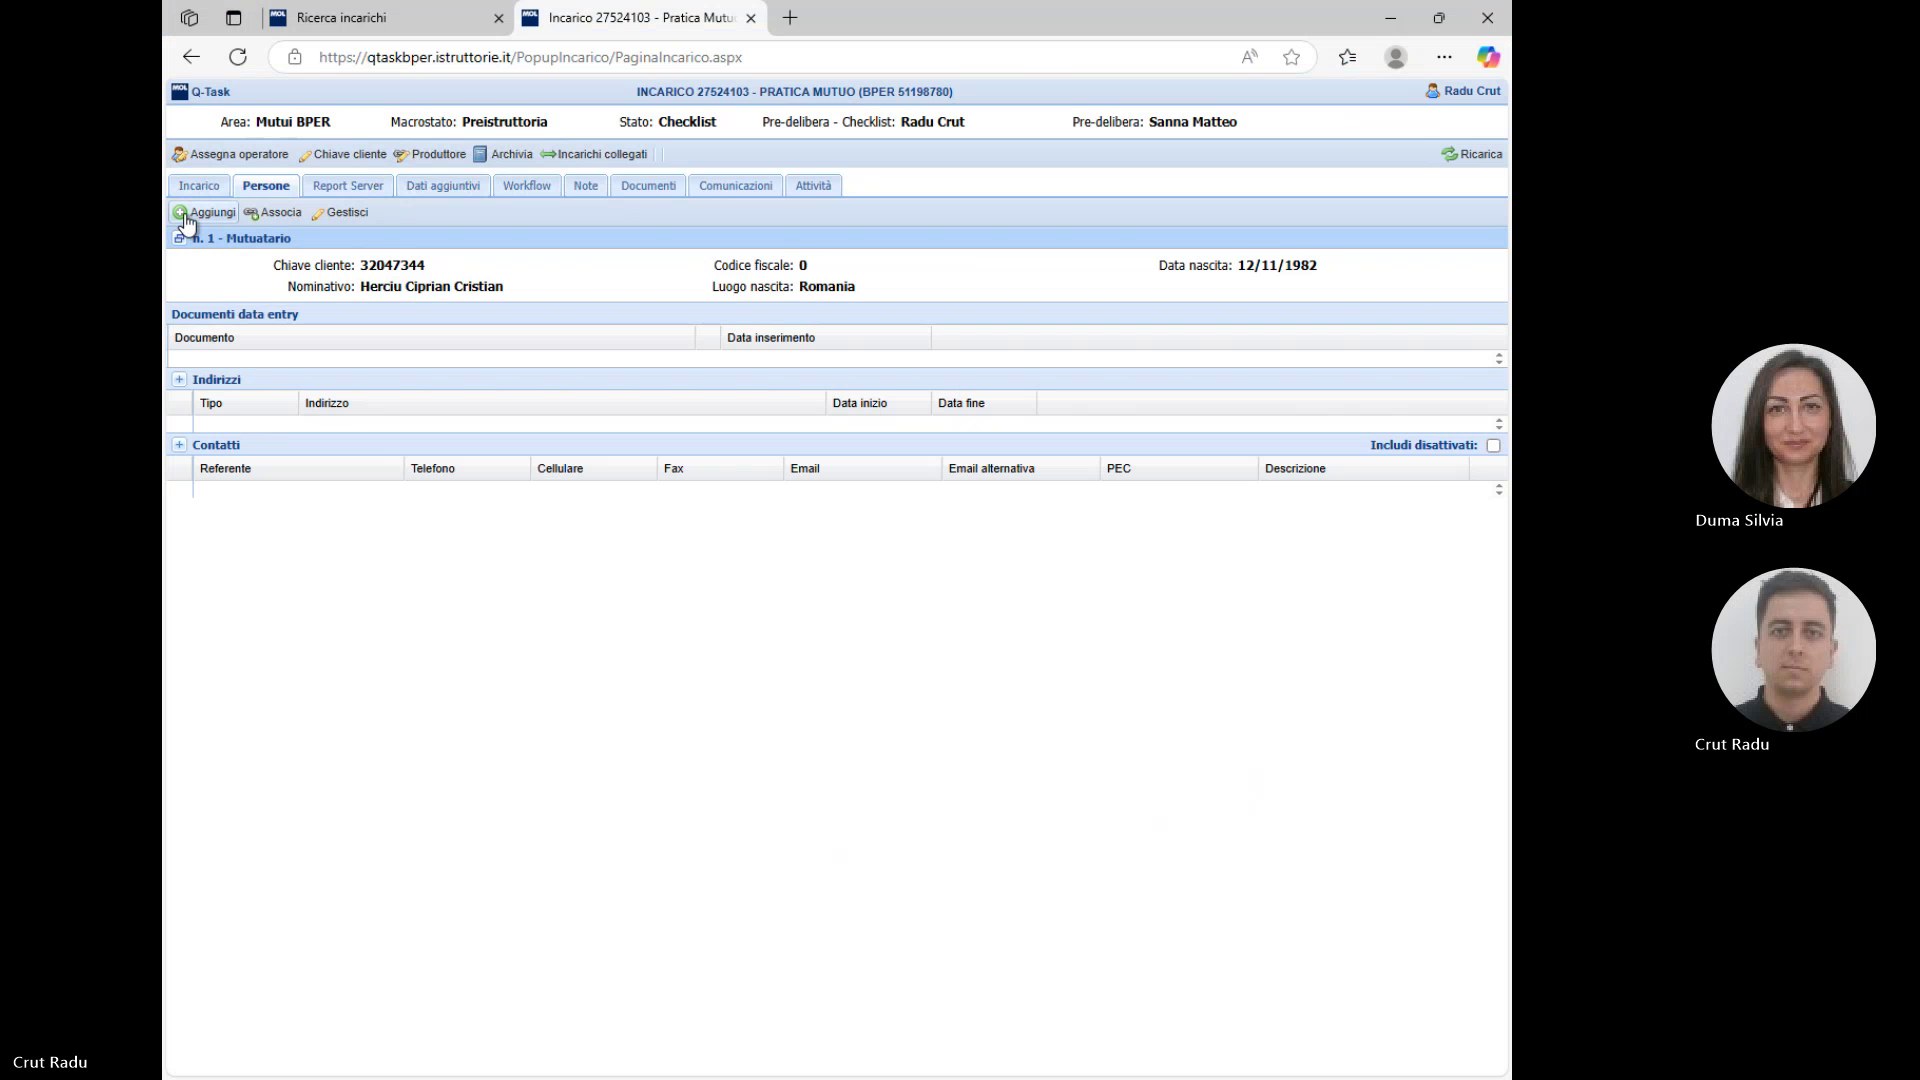 Ricerca incarichi
Incarico 27524103 - Pratica Mutu
https://qtaskbper.istruttorie.it/PopupIncarico/PaginaIncarico.aspx
MOL Q-Task INCARICO 27524103 - PRATICA MUTUO (BPER 51198780) Radu Crut
Area: Mutui BPER Macrostato: Preistruttoria Stato: Checklist Pre-delibera - Checklist: Radu Crut Pre-delibera: Sanna Matteo
Assegna operatore Chiave cliente Produttore Archivia Incarichi collegati Ricarica
Incarico Persone Report Server Dati aggiuntivi Workflow Note Documenti Comunicazioni Attività
Aggiungi Associa Gestisci
n. 1 - Mutuatario
Chiave cliente: 32047344 Codice fiscale: 0 Data nascita: 12/11/1982
Nominativo: Herciu Ciprian Cristian Luogo nascita: Romania
Documenti data entry
Documento Data inserimento
Indirizzi
Tipo Indirizzo Data inizio Data fine
Contatti Includi disattivati:
Referente Telefono Cellulare Fax Email Email alternativa PEC Descrizione
Duma Silvia
Crut Radu
Crut Radu